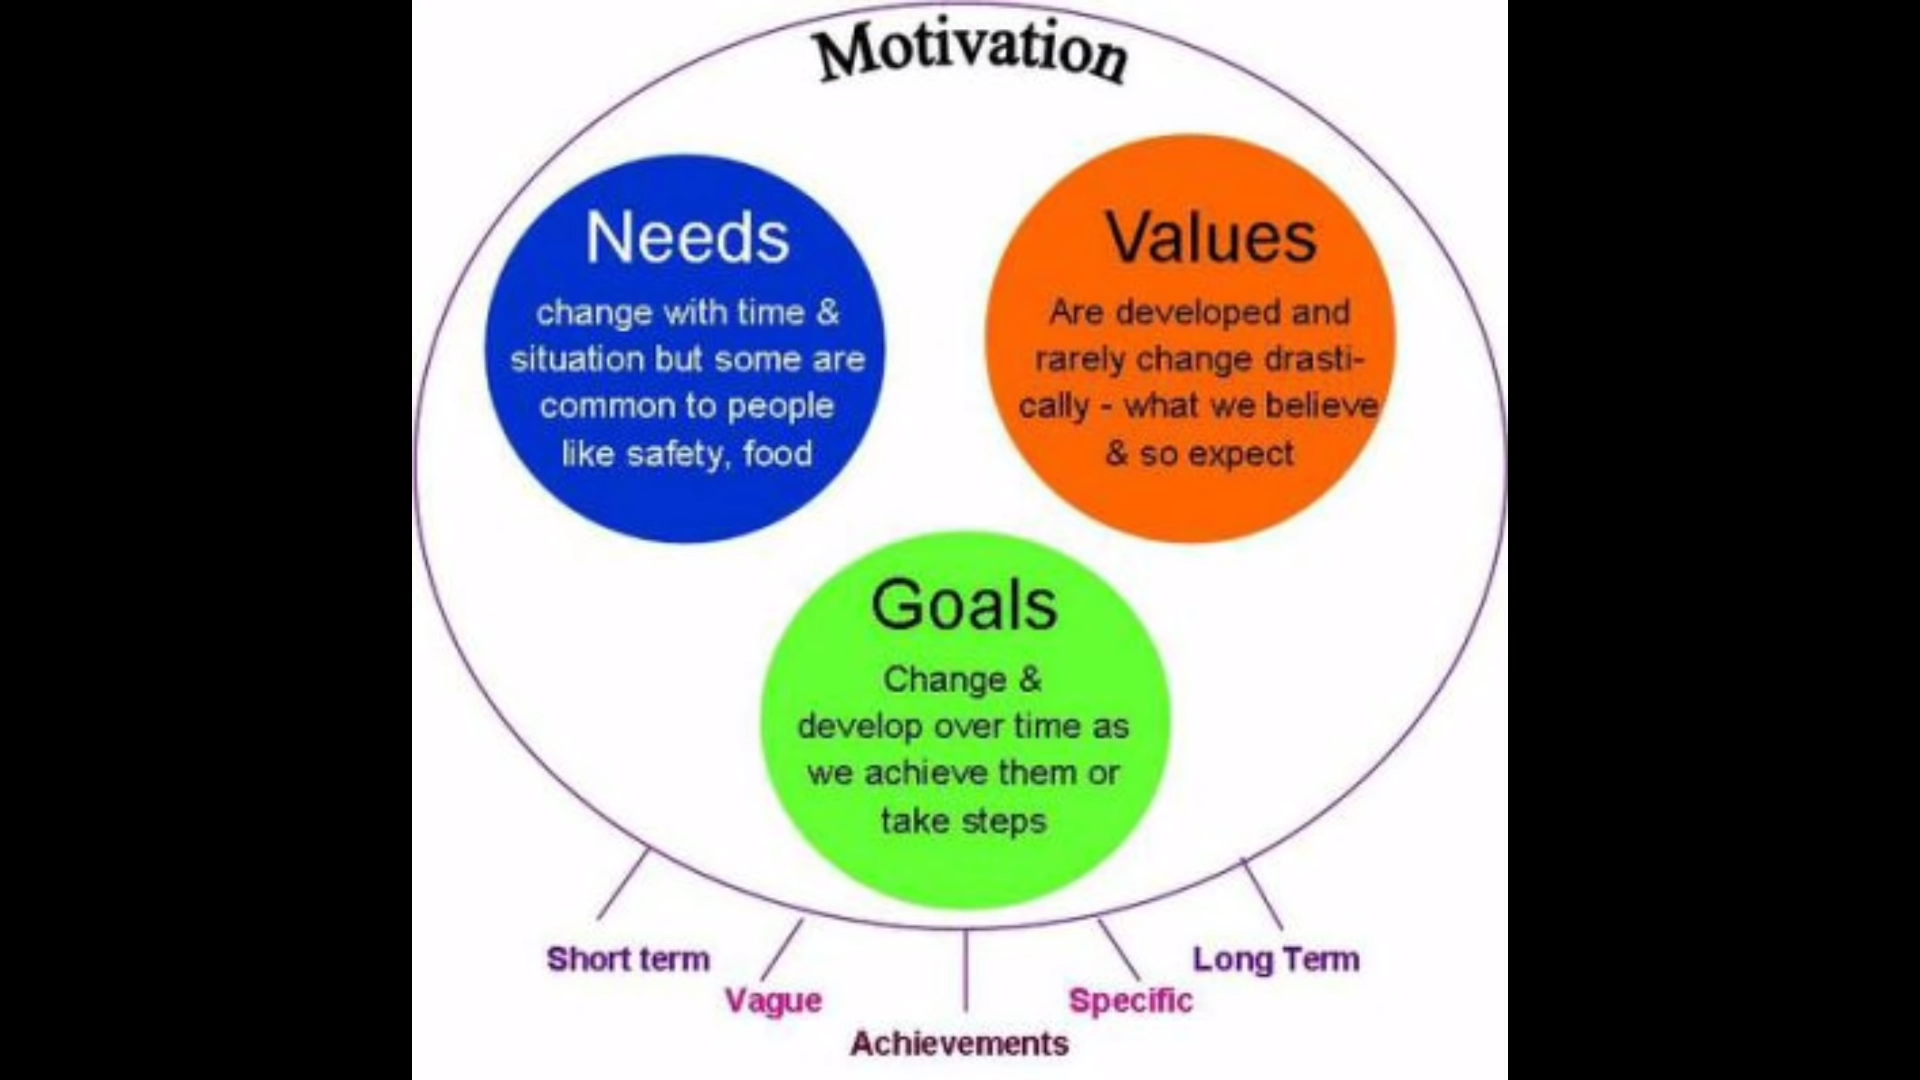 Motivation
Needs
change with time &
situation but some are
common to people
like safety, food
Values
Are developed and
rarely change drasti-
cally - what we believe
& so expect
Goals
Change &
develop over time as
we achieve them or
take steps
Short term
Vague
Achievements
Specific
Long Term